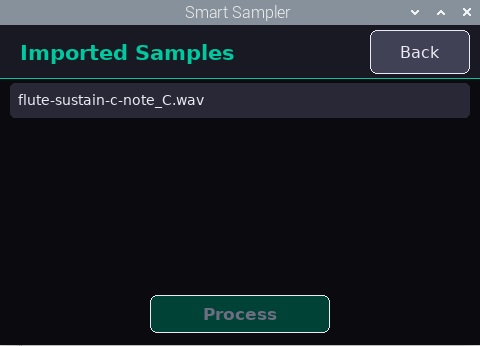 Smart Sampler
Imported Samples
Back
flute-sustain-c-note_C.wav
Process